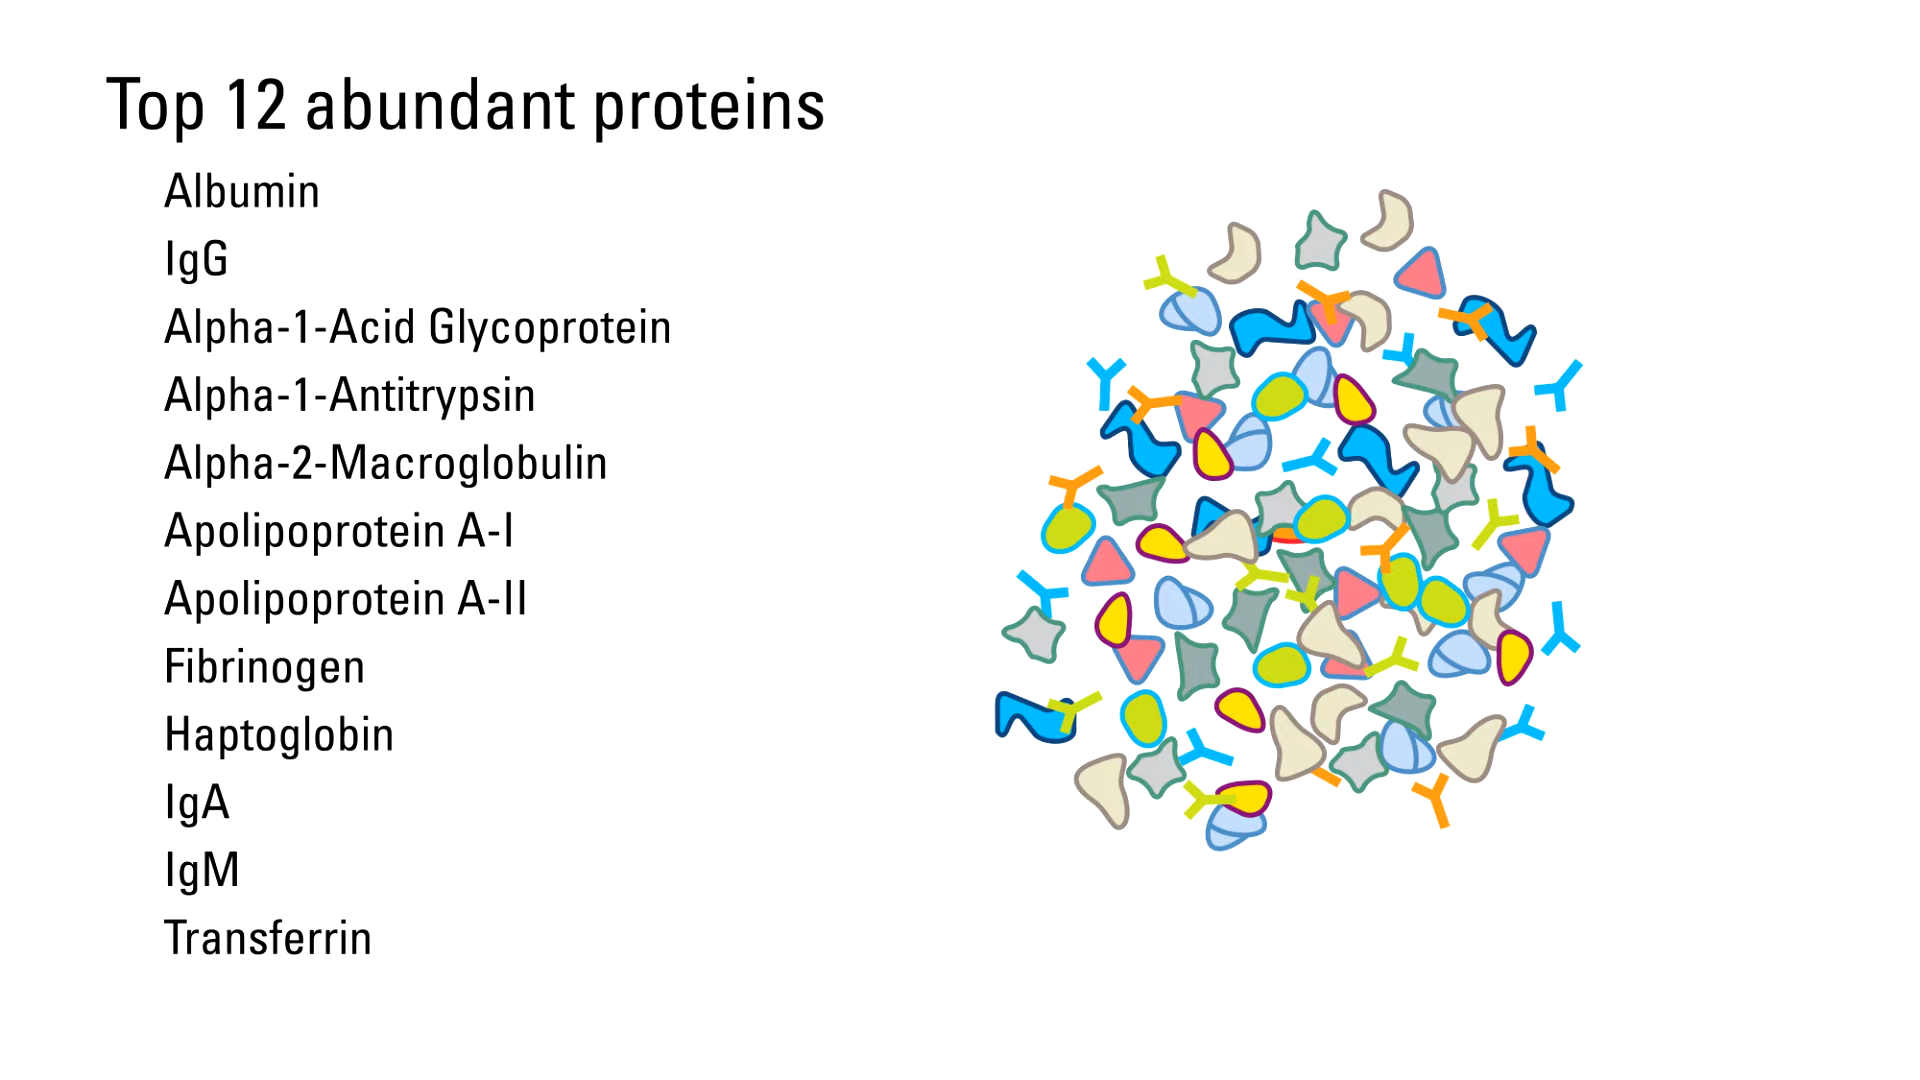 Top 12 abundant proteins
Albumin
IgG
Alpha-1-Acid Glycoprotein
Alpha-1-Antitrypsin
Alpha-2-Macroglobulin
Apolipoprotein A-I
Apolipoprotein A-II
Fibrinogen
Haptoglobin
IgA
IgM
Transferrin